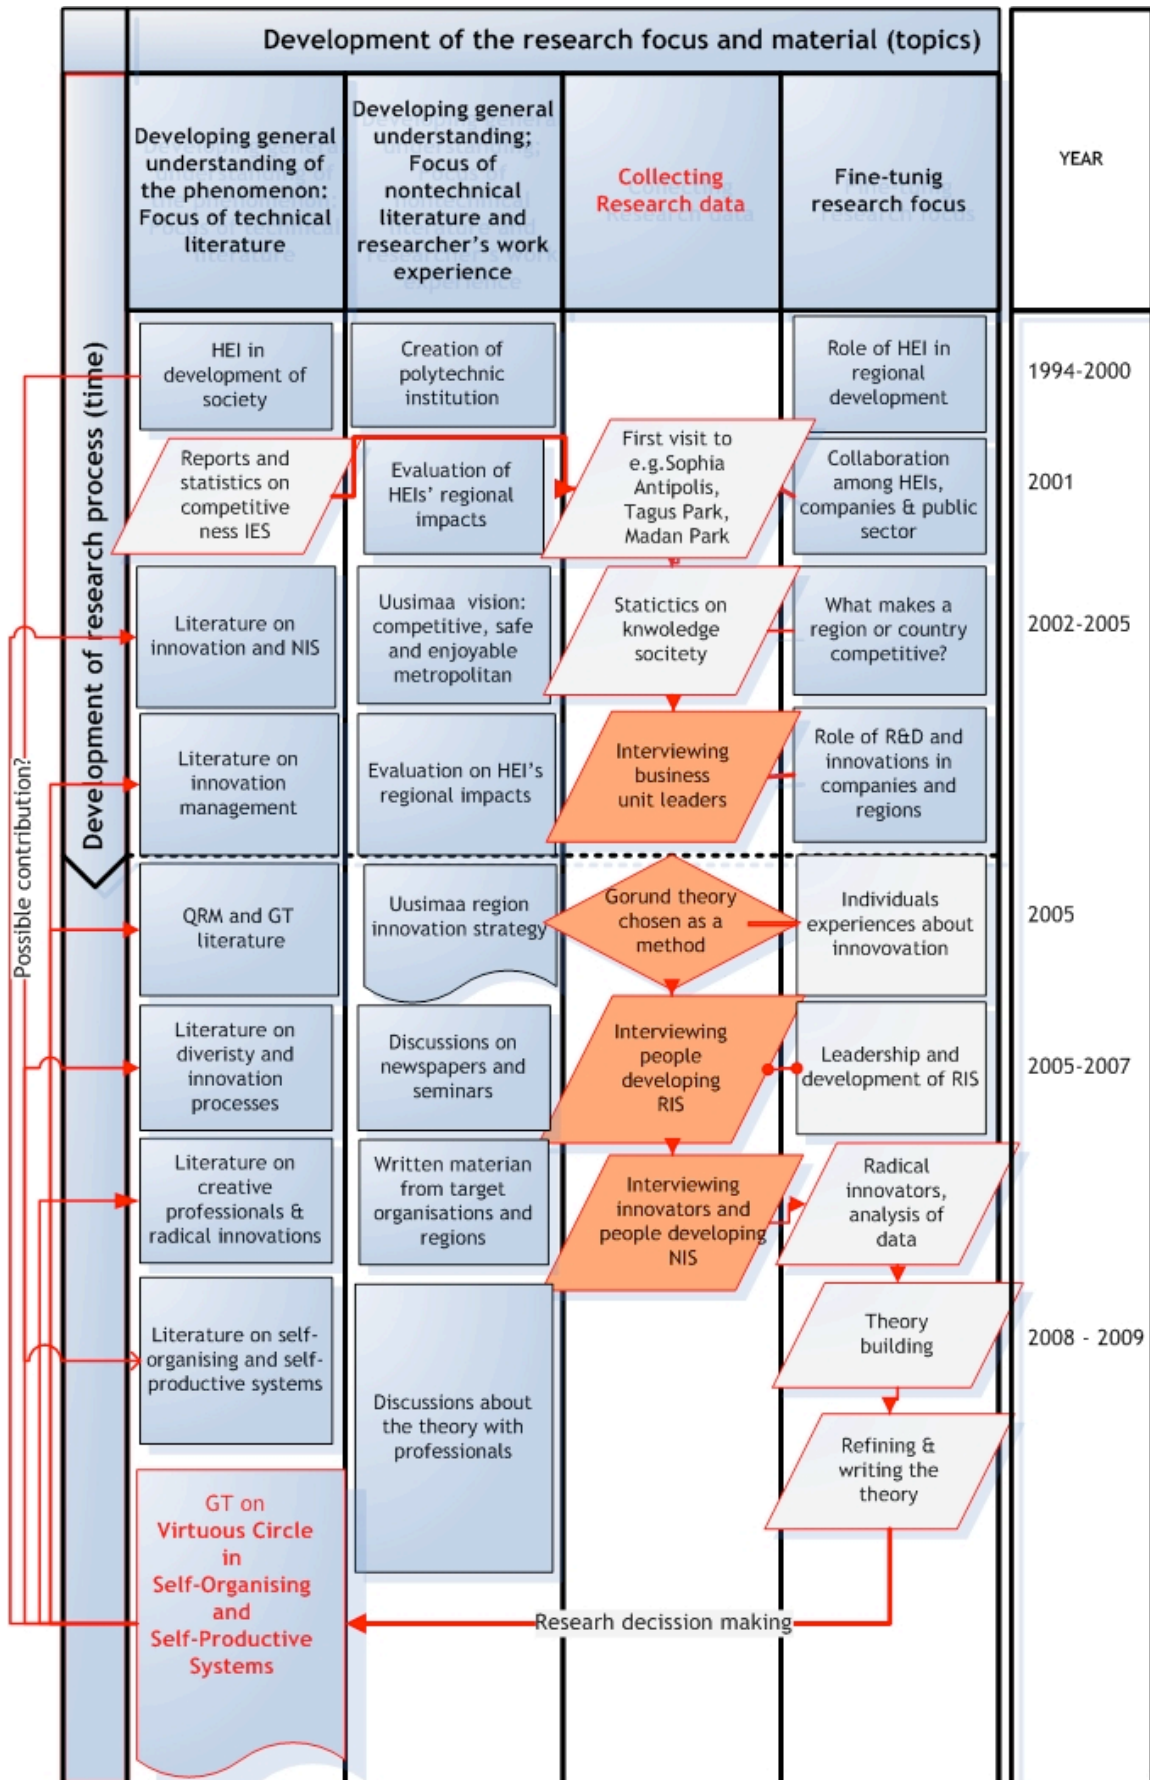 Development of the research focus and material (topics)
Developing general
understanding of
the phenomenon:
Focus of technical
literature
Developing general
understanding;
Focus of
nontechnical
literature and
researcher's work
experience
Collecting
Research data
Fine-tunig
research focus
YEAR
Development of research process (time)
Possible contribution?
HEI in
development of
society
Creation of
polytechnic
institution
Role of HEI in
regional
development
1994-2000
Reports and
statistics on
competitive
ness IES
Evaluation of
HEIs' regional
impacts
First visit to
e.g.Sophia
Antipolis,
Tagus Park,
Madan Park
Collaboration
among HEIs,
companies & public
sector
2001
Literature on
innovation and NIS
Uusimaa vision:
competitive, safe
and enjoyable
metropolitan
Statictics on
knwoledge
socitety
What makes a
region or country
competitive?
2002-2005
Literature on
innovation
management
Evaluation on HEI's
regional impacts
Interviewing
business
unit leaders
Role of R&D and
innovations in
companies and
regions
QRM and GT
literature
Uusimaa region
innovation strategy
Gorund theory
chosen as a
method
Individuals
experiences about
innovovation
2005
Literature on
diveristy and
innovation
processes
Discussions on
newspapers and
seminars
Interviewing
people
developing
RIS
Leadership and
development of RIS
2005-2007
Literature on
creative
professionals &
radical innovations
Written materian
from target
organisations and
regions
Interviewing
innovators and
people developing
NIS
Radical
innovators,
analysis of
data
Literature on self-
organising and self-
productive systems
Discussions about
the theory with
professionals
Theory
building
2008 - 2009
Refining &
writing the
theory
GT on
Virtuous Circle
in
Self-Organising
and
Self-Productive
Systems
Researh decission making